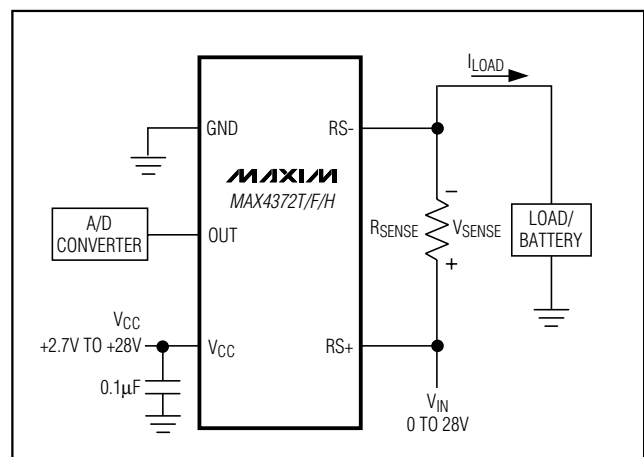 I_LOAD
GND
RS-
MAXIM
MAX4372T/F/H
A/D
CONVERTER
OUT
R_SENSE
−
V_SENSE
+
LOAD/
BATTERY
V_CC
+2.7V TO +28V
V_CC
RS+
0.1µF
V_IN
0 TO 28V